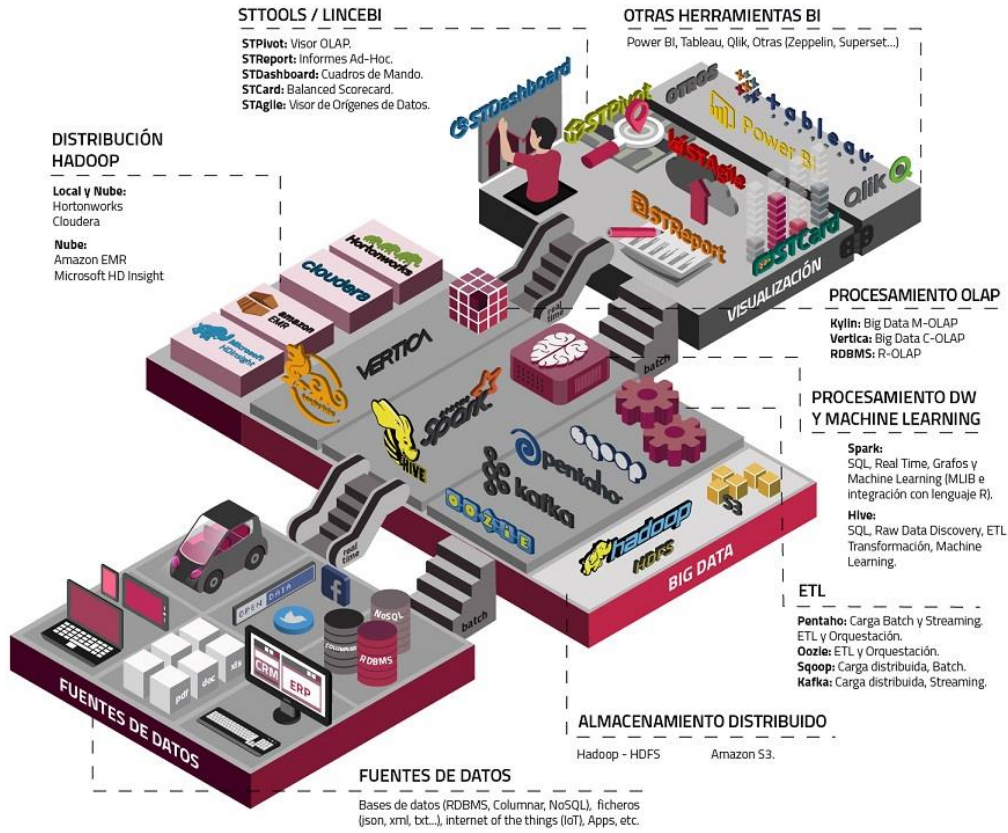 STTOOLS / LINCEBI
STPivot: Visor OLAP.
STReport: Informes Ad-Hoc.
STDashboard: Cuadros de Mando.
STCard: Balanced Scorecard.
STAgile: Visor de Orígenes de Datos.
OTRAS HERRAMIENTAS BI
Power BI, Tableau, Qlik, Otras (Zeppelin, Superset...)
DISTRIBUCIÓN
HADOOP
Local y Nube:
Hortonworks
Cloudera
Nube:
Amazon EMR
Microsoft HD Insight
STDashboard
STPivot
OTROS
+ableau
Power BI
Qlik
STAgile
STReport
STCard
VISUALIZACIÓN
Hortonworks
cloudera
amazon
EMR
Microsoft
HDInsight
real
time
batch
VERTICA
Spark
HIVE
sqoop
pentaho
kafka
OOZIE
hadoop
HDFS
S3
BIG DATA
PROCESAMIENTO OLAP
Kylin: Big Data M-OLAP
Vertica: Big Data C-OLAP
RDBMS: R-OLAP
PROCESAMIENTO DW
Y MACHINE LEARNING
Spark:
SQL, Real Time, Grafos y
Machine Learning (MLIB e
integración con lenguaje R).
Hive:
SQL, Raw Data Discovery, ETL
Transformación, Machine
Learning.
ETL
Pentaho: Carga Batch y Streaming.
ETL y Orquestación.
Oozie: ETL y Orquestación.
Sqoop: Carga distribuida, Batch.
Kafka: Carga distribuida, Streaming.
real
time
batch
OPEN DATA
NoSQL
COLUMNAR
RDBMS
pdf
doc
xls
CRM
ERP
FUENTES DE DATOS
ALMACENAMIENTO DISTRIBUIDO
Hadoop - HDFS Amazon S3.
FUENTES DE DATOS
Bases de datos (RDBMS, Columnar, NoSQL), ficheros
(json, xml, txt...), internet of the things (IoT), Apps, etc.